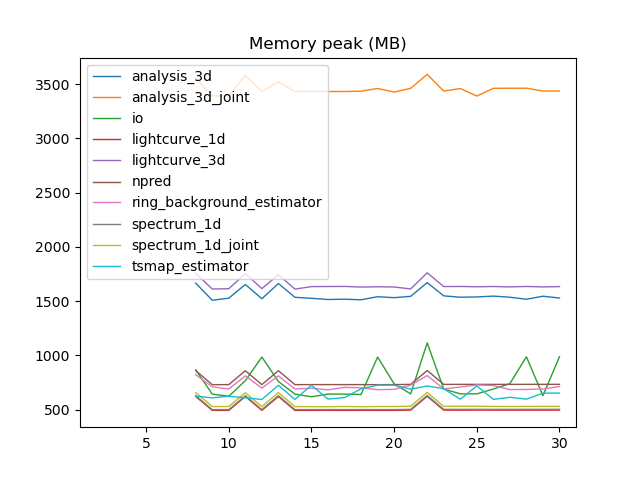 Memory peak (MB)
3500
3000
2500
2000
1500
1000
500
analysis_3d
analysis_3d_joint
io
lightcurve_1d
lightcurve_3d
npred
ring_background_estimator
spectrum_1d
spectrum_1d_joint
tsmap_estimator
5
10
15
20
25
30